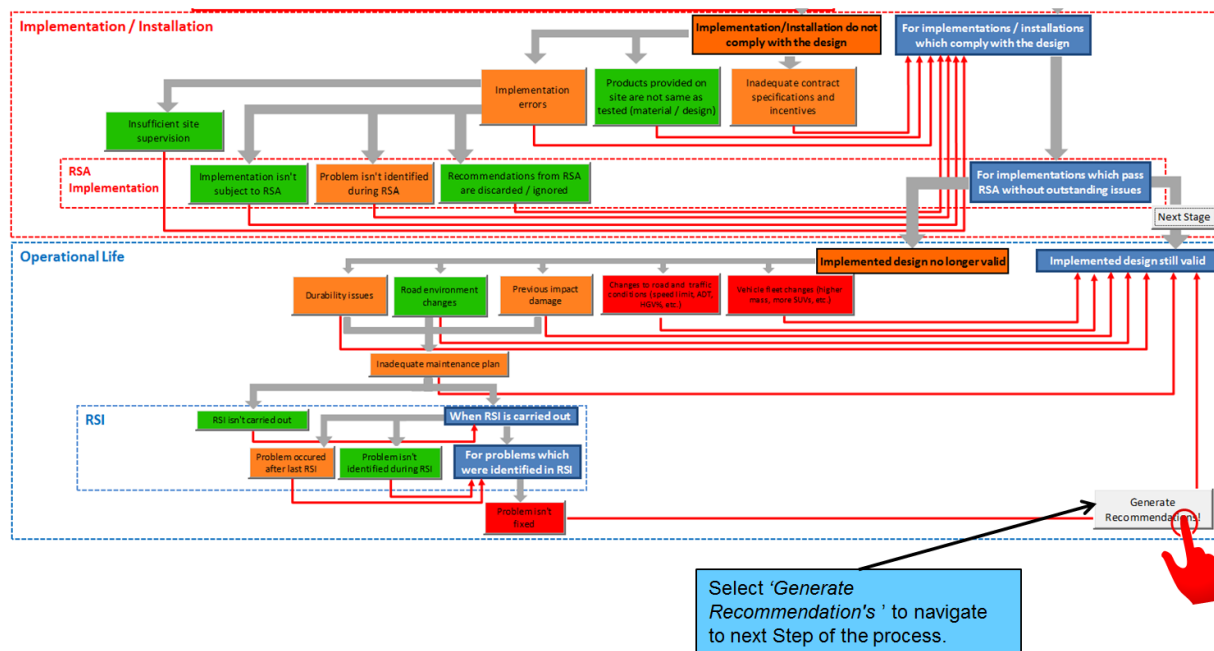 Implementation / Installation
Implementation/Installation do not
comply with the design
For implementations / installations
which comply with the design
Implementation
errors
Products provided on
site are not same as
tested (material / design)
Inadequate contract
specifications and
incentives
Insufficient site
supervision
RSA
Implementation
Implementation isn't
subject to RSA
Problem isn't identified
during RSA
Recommendations from RSA
are discarded / ignored
For implementations which pass
RSA without outstanding issues
Next Stage
Operational Life
Implemented design no longer valid
Implemented design still valid
Durability issues
Road environment
changes
Previous impact
damage
Changes to road and traffic
conditions (speed limit, ADT,
HGV%, etc.)
Vehicle fleet changes (higher
mass, more SUVs, etc.)
Inadequate maintenance plan
RSI
RSI isn't carried out
When RSI is carried out
Problem occured
after last RSI
Problem isn't
identified during RSI
For problems which
were identified in RSI
Problem isn't
fixed
Generate
Recommendations!
Select ‘Generate
Recommendation's ’ to navigate
to next Step of the process.